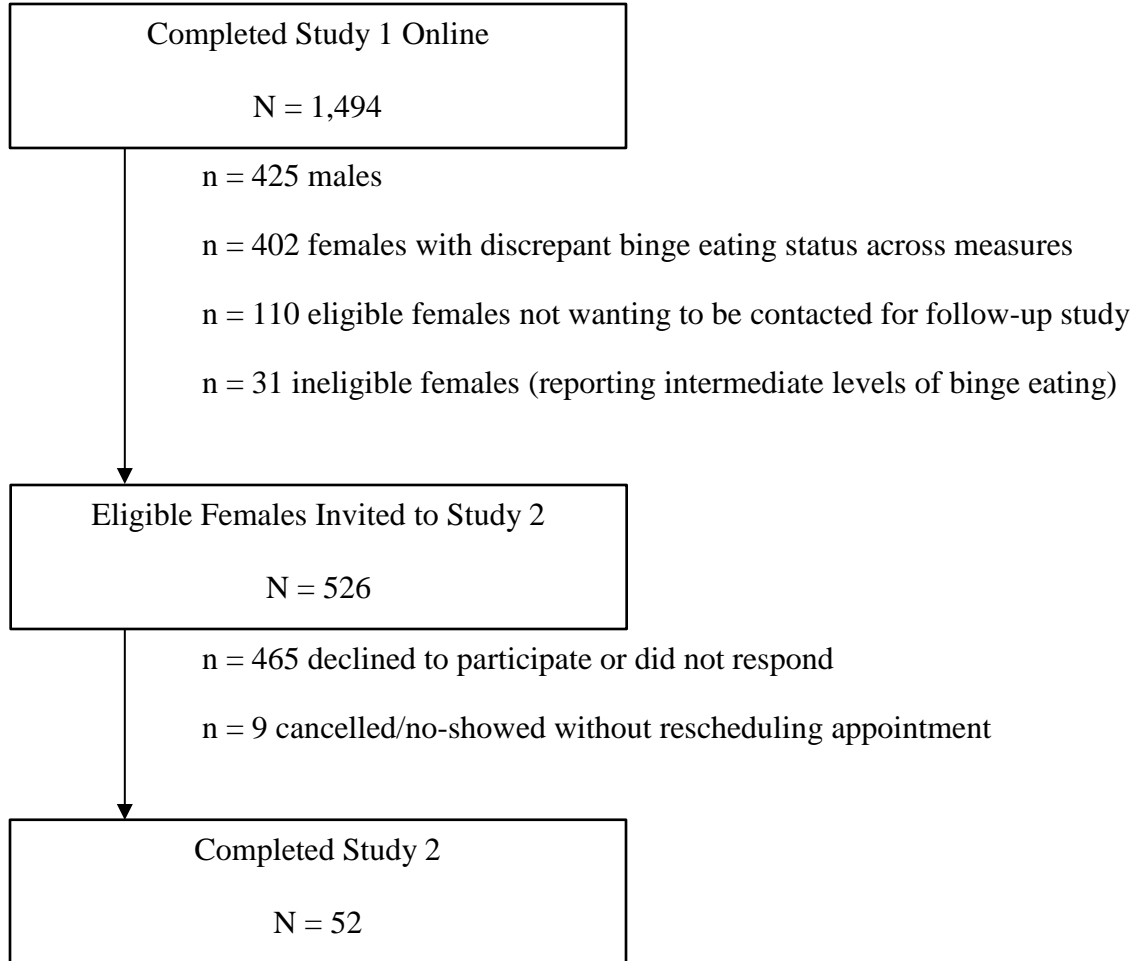 Completed Study 1 Online
N = 1,494
n = 425 males
n = 402 females with discrepant binge eating status across measures
n = 110 eligible females not wanting to be contacted for follow-up study
n = 31 ineligible females (reporting intermediate levels of binge eating)
Eligible Females Invited to Study 2
N = 526
n = 465 declined to participate or did not respond
n = 9 cancelled/no-showed without rescheduling appointment
Completed Study 2
N = 52